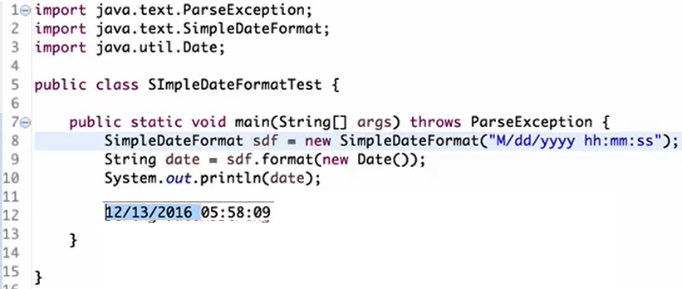 1 import java.text.ParseException;
2 import java.text.SimpleDateFormat;
3 import java.util.Date;
4
5 public class SImpleDateFormatTest {
6
7     public static void main(String[] args) throws ParseException {
8         SimpleDateFormat sdf = new SimpleDateFormat("M/dd/yyyy hh:mm:ss");
9         String date = sdf.format(new Date());
10         System.out.println(date);
11
12         12/13/2016 05:58:09
13     }
14
15 }
16